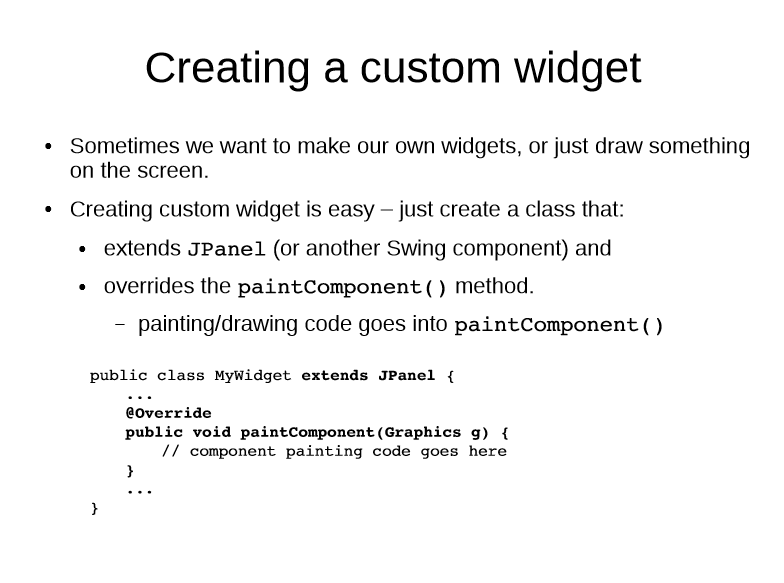 Creating a custom widget
• Sometimes we want to make our own widgets, or just draw something
on the screen.
• Creating custom widget is easy – just create a class that:
• extends JPanel (or another Swing component) and
• overrides the paintComponent() method.
– painting/drawing code goes into paintComponent()
public class MyWidget extends JPanel {
...
@Override
public void paintComponent(Graphics g) {
// component painting code goes here
}
...
}